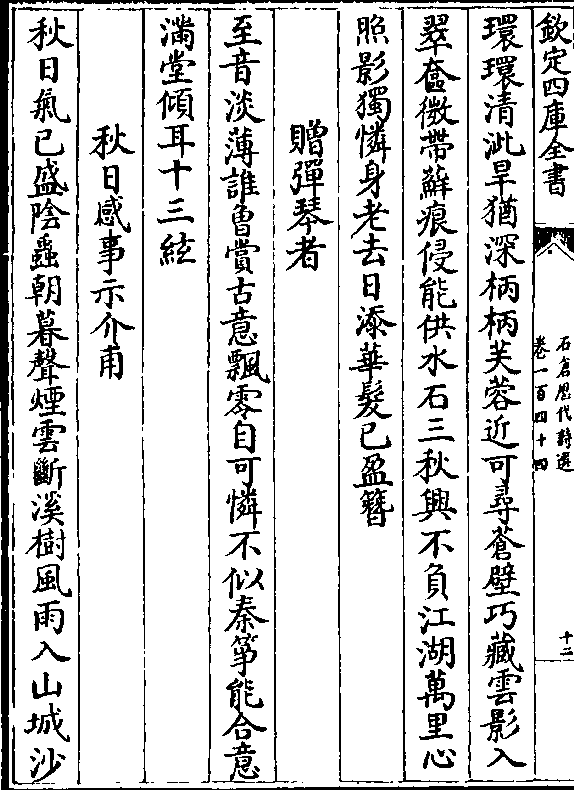 欽定四庫全書
石倉歷代詩選
卷一百四十四
十二
環環清泚旱猶深柄柄芙蓉近可尋蒼壁巧藏雲影入
翠奩微帶蘚痕侵能供水石三秋興不負江湖萬里心
照影獨憐身老去日添華髮已盈簪
贈彈琴者
至音淡薄誰曾賞古意飄零自可憐不似秦箏能合意
滿堂傾耳十三絃
秋日感事示介甫
秋日氣已盛陰蟲朝暮聲煙雲斷溪樹風雨入山城沙